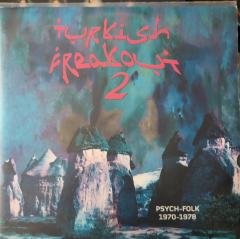 turkish
freakout
2
PSYCH-FOLK
1970-1978